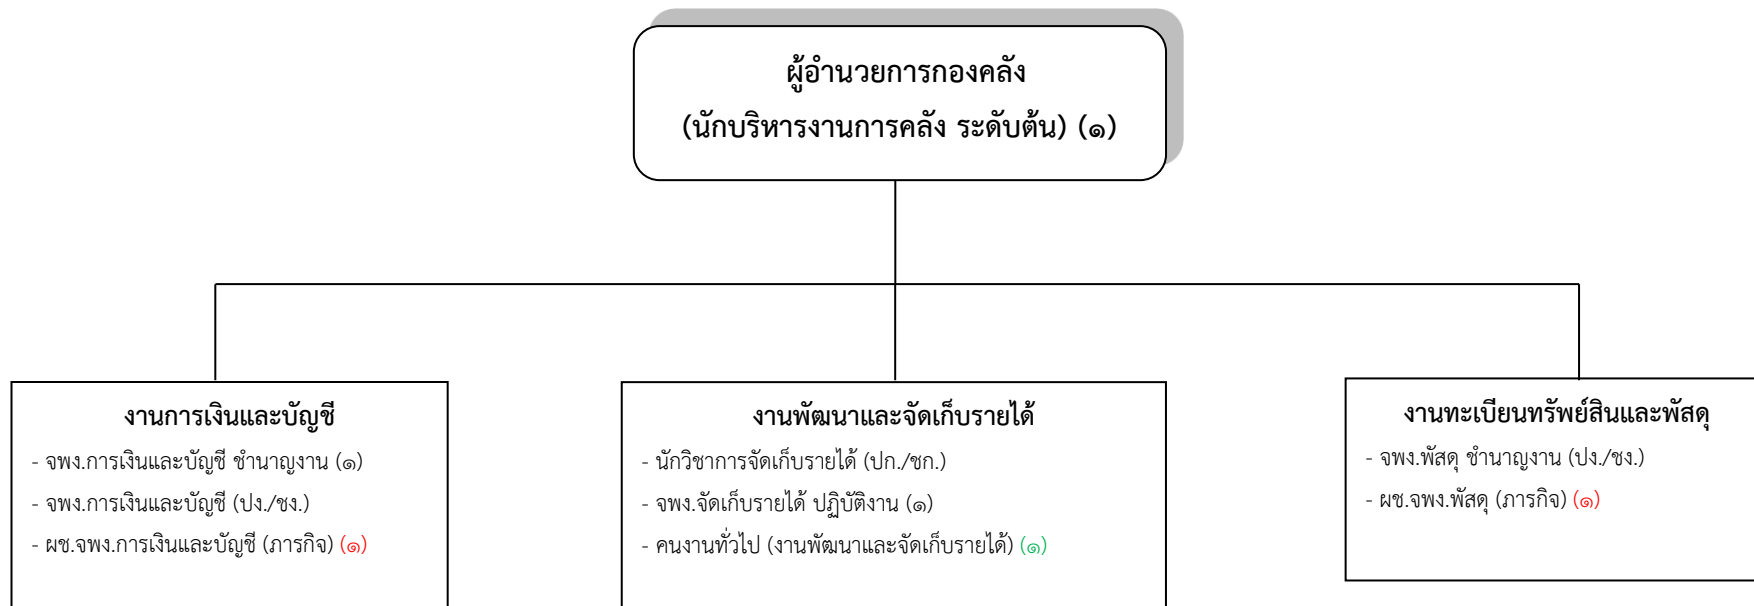 ผู้อำนวยการกองคลัง
(นักบริหารงานการคลัง ระดับต้น) (๑)
งานการเงินและบัญชี
- จพง.การเงินและบัญชี ชำนาญงาน (๑)
- จพง.การเงินและบัญชี (ปง./ชง.)
- ผช.จพง.การเงินและบัญชี (ภารกิจ) (๑)
งานพัฒนาและจัดเก็บรายได้
- นักวิชาการจัดเก็บรายได้ (ปก./ชก.)
- จพง.จัดเก็บรายได้ ปฏิบัติงาน (๑)
- คนงานทั่วไป (งานพัฒนาและจัดเก็บรายได้) (๑)
งานทะเบียนทรัพย์สินและพัสดุ
- จพง.พัสดุ ชำนาญงาน (ปง./ชง.)
- ผช.จพง.พัสดุ (ภารกิจ) (๑)